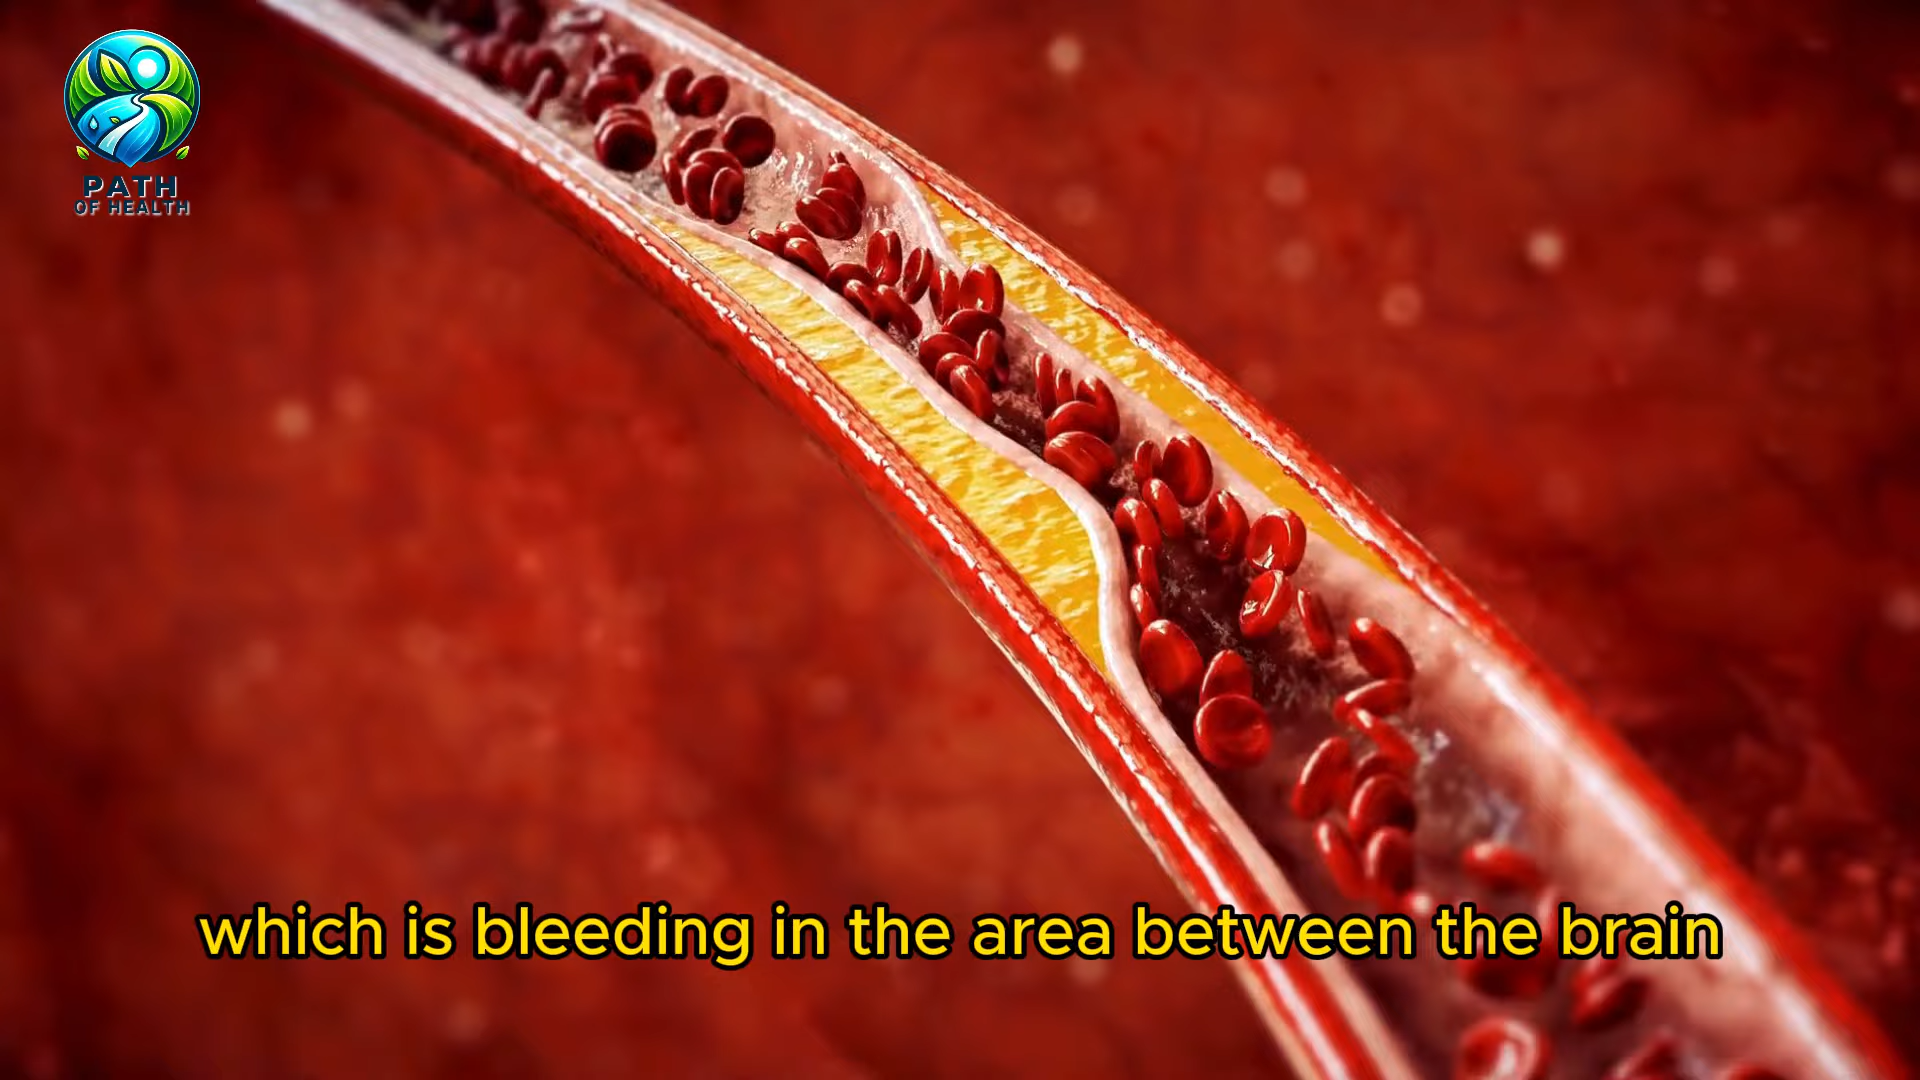 PATH
OF HEALTH
which is bleeding in the area between the brain